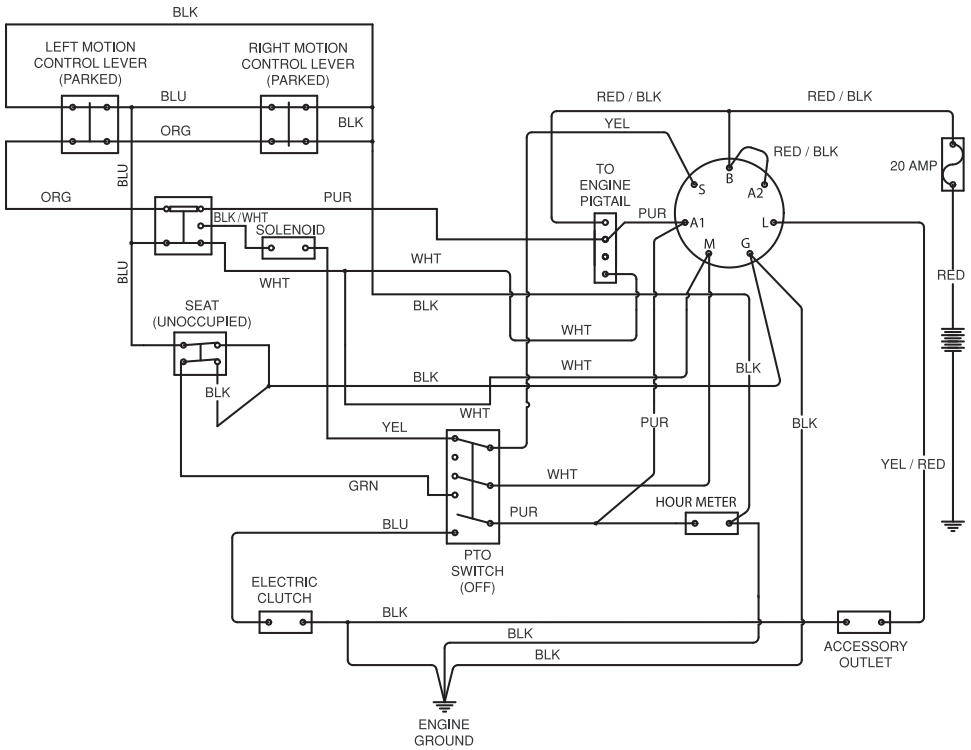 BLK
LEFT MOTION
CONTROL LEVER
(PARKED)
RIGHT MOTION
CONTROL LEVER
(PARKED)
BLU
BLK
ORG
RED / BLK
RED / BLK
YEL
RED / BLK
20 AMP
TO
ENGINE
PIGTAIL
B
S
A2
BLU
ORG
PUR
BLK/WHT
SOLENOID
PUR
A1
L
M
G
WHT
WHT
BLU
RED
SEAT
(UNOCCUPIED)
BLK
WHT
BLK
WHT
BLK
BLK
WHT
YEL
PUR
BLK
WHT
YEL / RED
GRN
HOUR METER
PUR
BLU
PTO
SWITCH
(OFF)
ELECTRIC
CLUTCH
BLK
BLK
BLK
ACCESSORY
OUTLET
ENGINE
GROUND